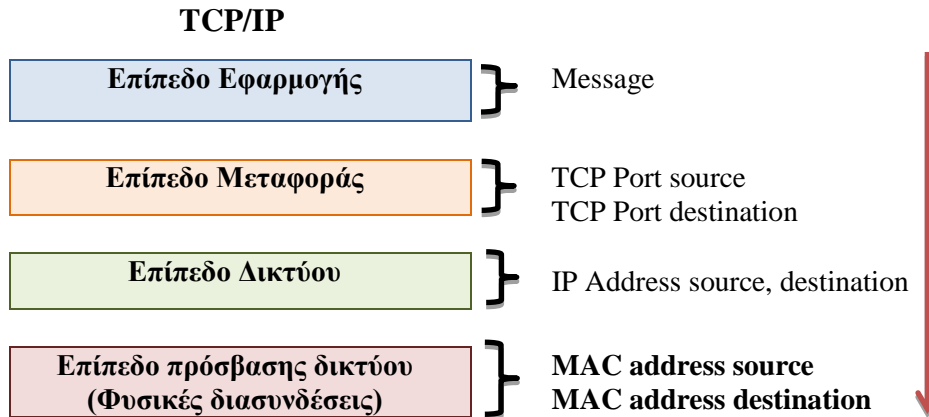 TCP/IP
Επίπεδο Εφαρμογής
Message
Επίπεδο Μεταφοράς
TCP Port source
TCP Port destination
Επίπεδο Δικτύου
IP Address source, destination
Επίπεδο πρόσβασης δικτύου
(Φυσικές διασυνδέσεις)
MAC address source
MAC address destination